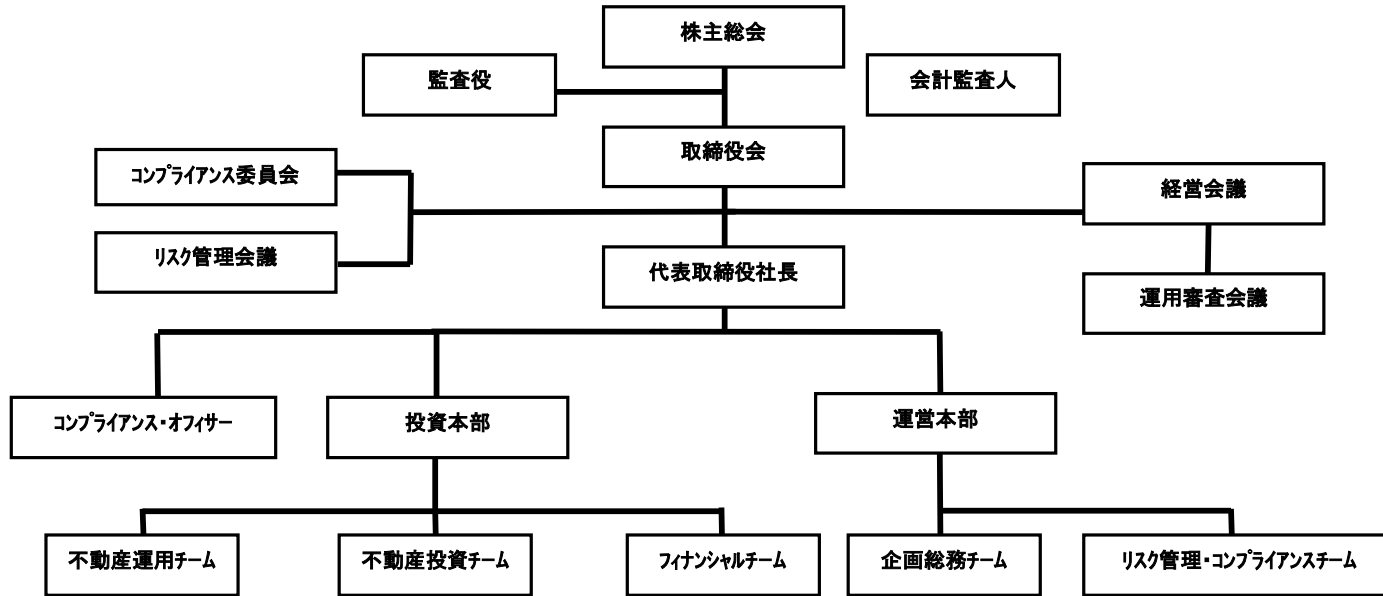 株主総会
監査役
会計監査人
取締役会
コンプライアンス委員会
経営会議
リスク管理会議
代表取締役社長
運用審査会議
コンプライアンス・オフィサー
投資本部
運営本部
不動産運用チーム
不動産投資チーム
フィナンシャルチーム
企画総務チーム
リスク管理・コンプライアンスチーム